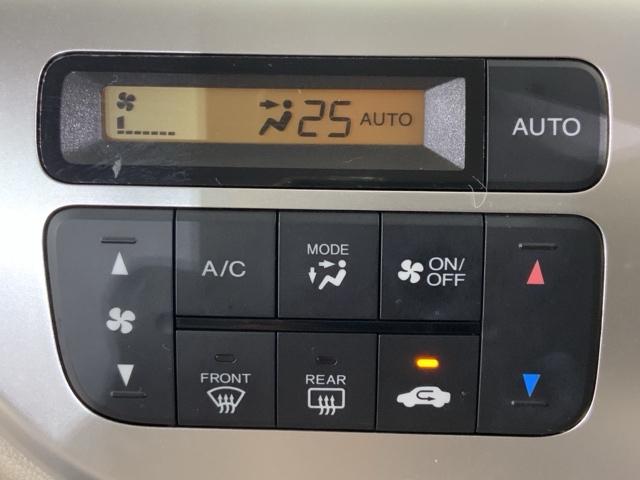 25 AUTO
AUTO
A/C
MODE
ON/
OFF
FRONT
REAR